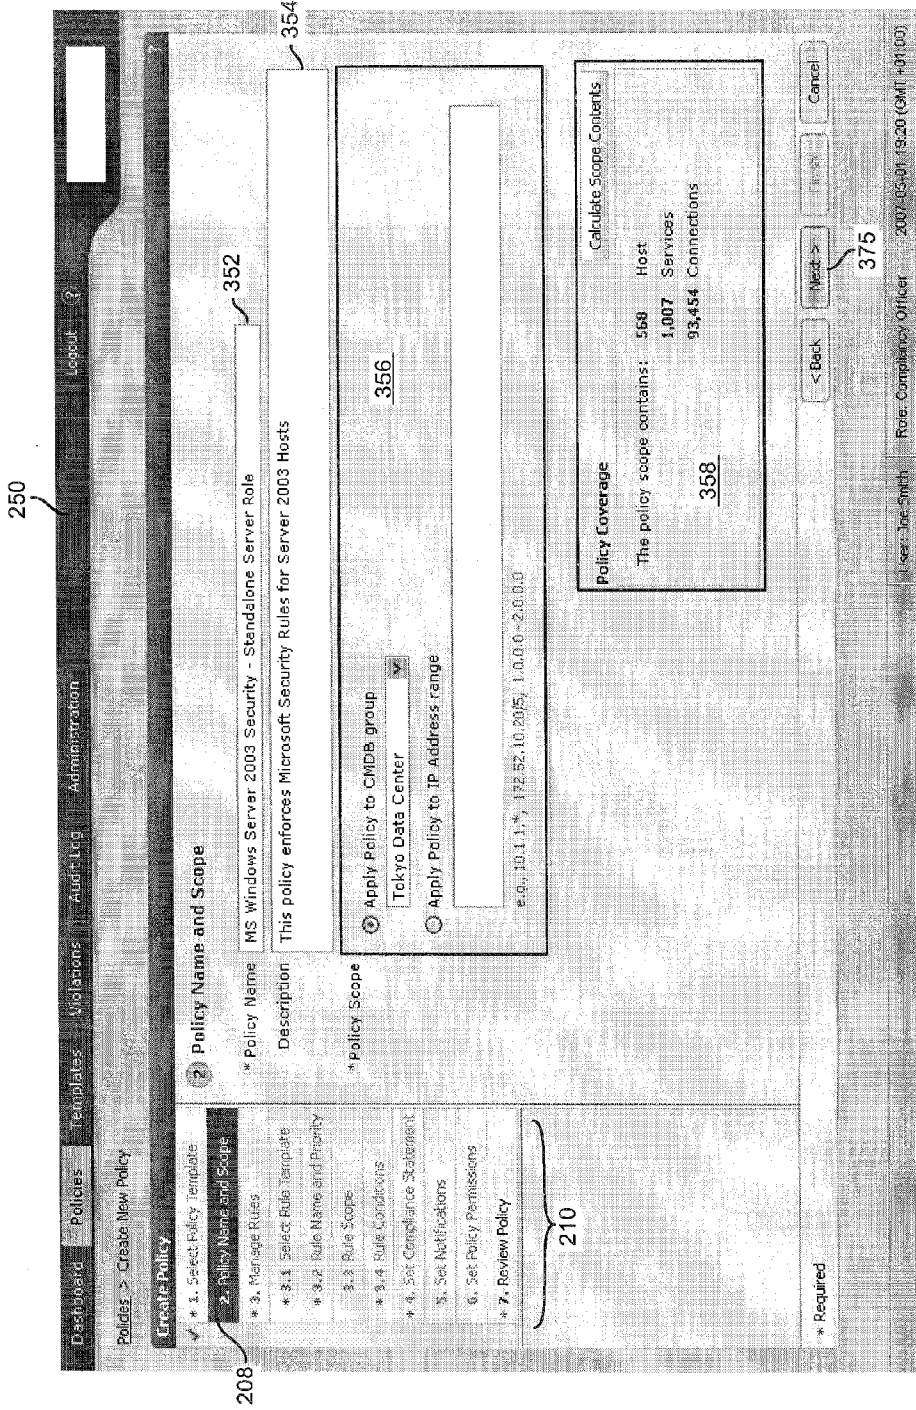 250
Dashboard Policies Templates Violations Audit Log Administration Logout ?
Policies -> Create New Policy
Create Policy ?
✓ * 1. Select Policy Template
2. Policy Name and Scope
* 3. Manage Rules
* 3.1 Select Rule Template
* 3.2 Rule Name and Priority
3.3 Rule Scope
* 3.4 Rule Conditions
* 4. Set Compliance Statement
5. Set Notifications
6. Set Policy Permissions
* 7. Review Policy
208
210
2 Policy Name and Scope
* Policy Name MS Windows Server 2003 Security - Standalone Server Role
352
Description This policy enforces Microsoft Security Rules for Server 2003 Hosts
354
* Policy Scope
Apply Policy to CMDB group
356
Tokyo Data Center
Apply Policy to IP Address range
e.g., 10.1.1.*, 172.52.10.20/5, 1.0.0.0 - 2.0.0.0
Policy Coverage Calculate Scope Contents
The policy scope contains: 568 Host
1,007 Services
93,454 Connections
358
* Required
< Back Next > Finish Cancel
375
User: Joe Smith Role: Compliancy Officer 2007-05-01 19:20 (GMT +01:00)